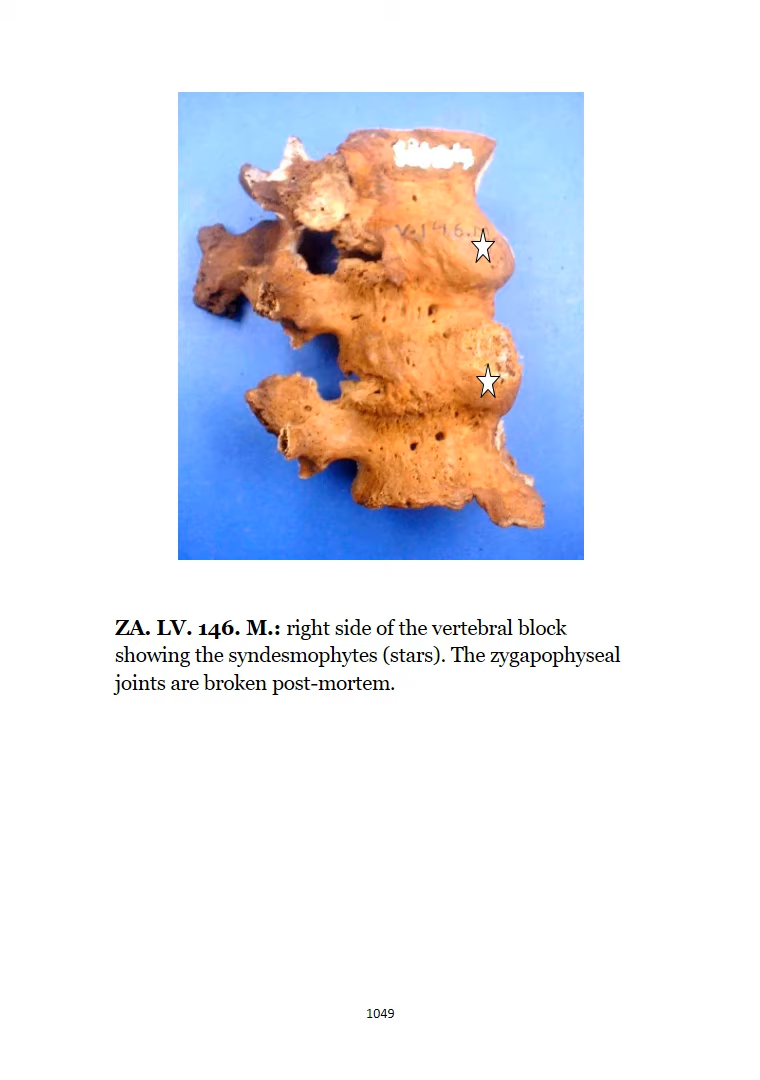 V.146.
ZA. LV. 146. M.: right side of the vertebral block
showing the syndesmophytes (stars). The zygapophyseal
joints are broken post-mortem.
1049